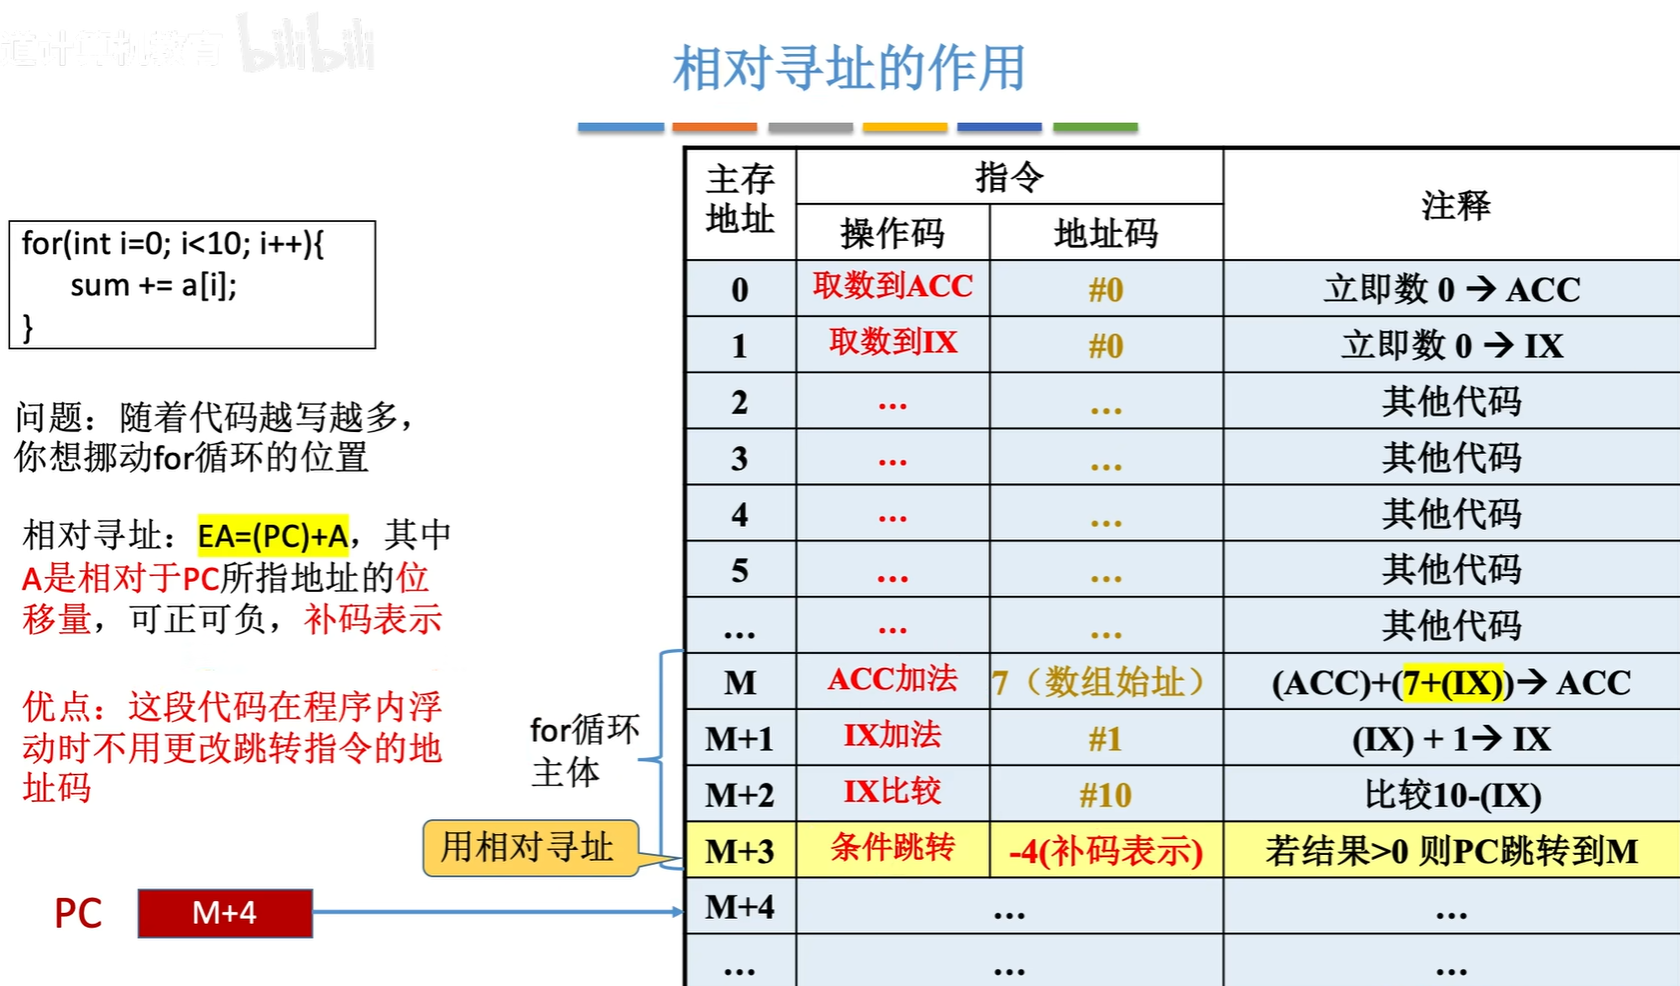 道计算机教育 bilibili
相对寻址的作用
for(int i=0; i<10; i++){
sum += a[i];
}
问题：随着代码越写越多，
你想挪动for循环的位置
相对寻址：EA=(PC)+A，其中
A是相对于PC所指地址的位
移量，可正可负，补码表示
优点：这段代码在程序内浮
动时不用更改跳转指令的地
址码
for循环
主体
用相对寻址
PC M+4
主存
地址 指令 注释
操作码 地址码
0 取数到ACC #0 立即数 0 → ACC
1 取数到IX #0 立即数 0 → IX
2 ... ... 其他代码
3 ... ... 其他代码
4 ... ... 其他代码
5 ... ... 其他代码
... ... ... 其他代码
M ACC加法 7（数组始址） (ACC)+(7+(IX))→ ACC
M+1 IX加法 #1 (IX) + 1→ IX
M+2 IX比较 #10 比较10-(IX)
M+3 条件跳转 -4(补码表示) 若结果>0 则PC跳转到M
M+4 ... ...
... ... ...